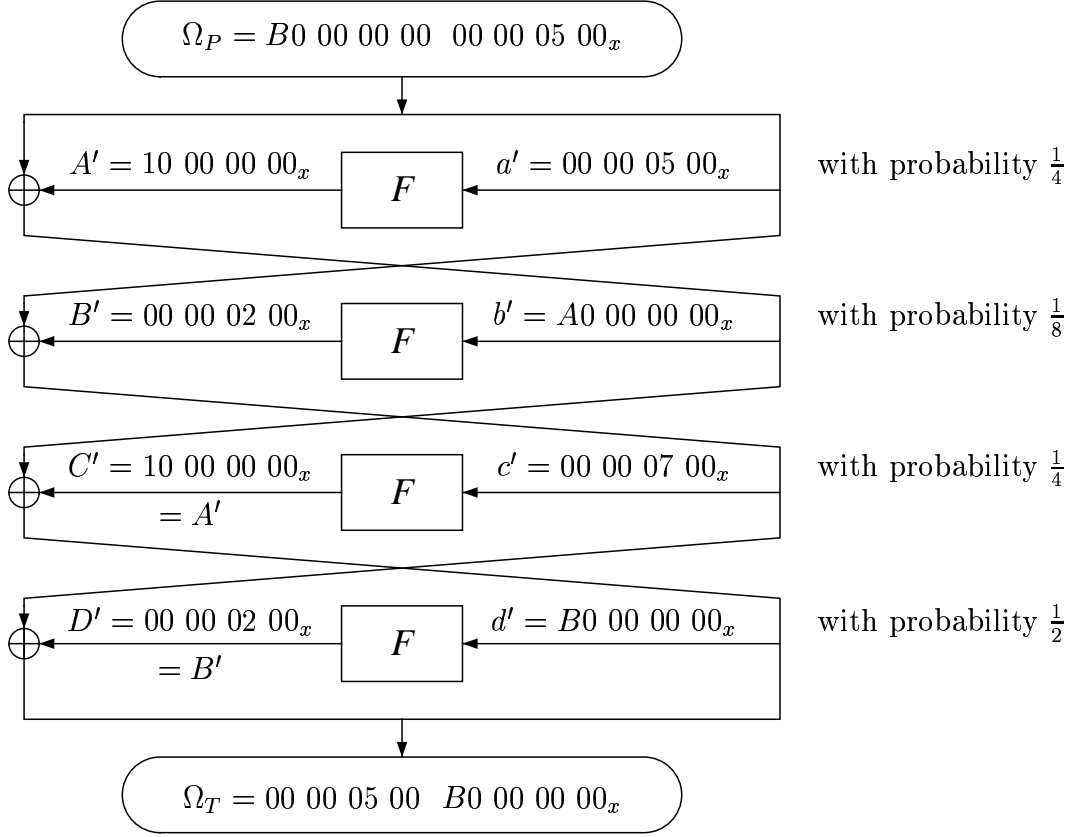 Ω_P = B0 00 00 00 00 00 05 00_x
A′ = 10 00 00 00_x F a′ = 00 00 05 00_x with probability 1/4
B′ = 00 00 02 00_x F b′ = A0 00 00 00_x with probability 1/8
C′ = 10 00 00 00_x F c′ = 00 00 07 00_x with probability 1/4
= A′
D′ = 00 00 02 00_x F d′ = B0 00 00 00_x with probability 1/2
= B′
Ω_T = 00 00 05 00 B0 00 00 00_x